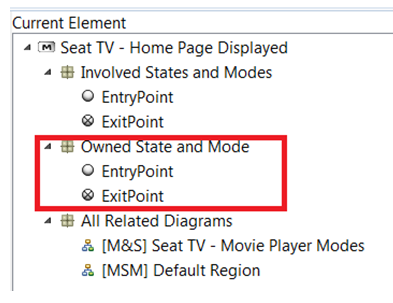 Current Element
Seat TV - Home Page Displayed
Involved States and Modes
EntryPoint
ExitPoint
Owned State and Mode
EntryPoint
ExitPoint
All Related Diagrams
[M&S] Seat TV - Movie Player Modes
[MSM] Default Region